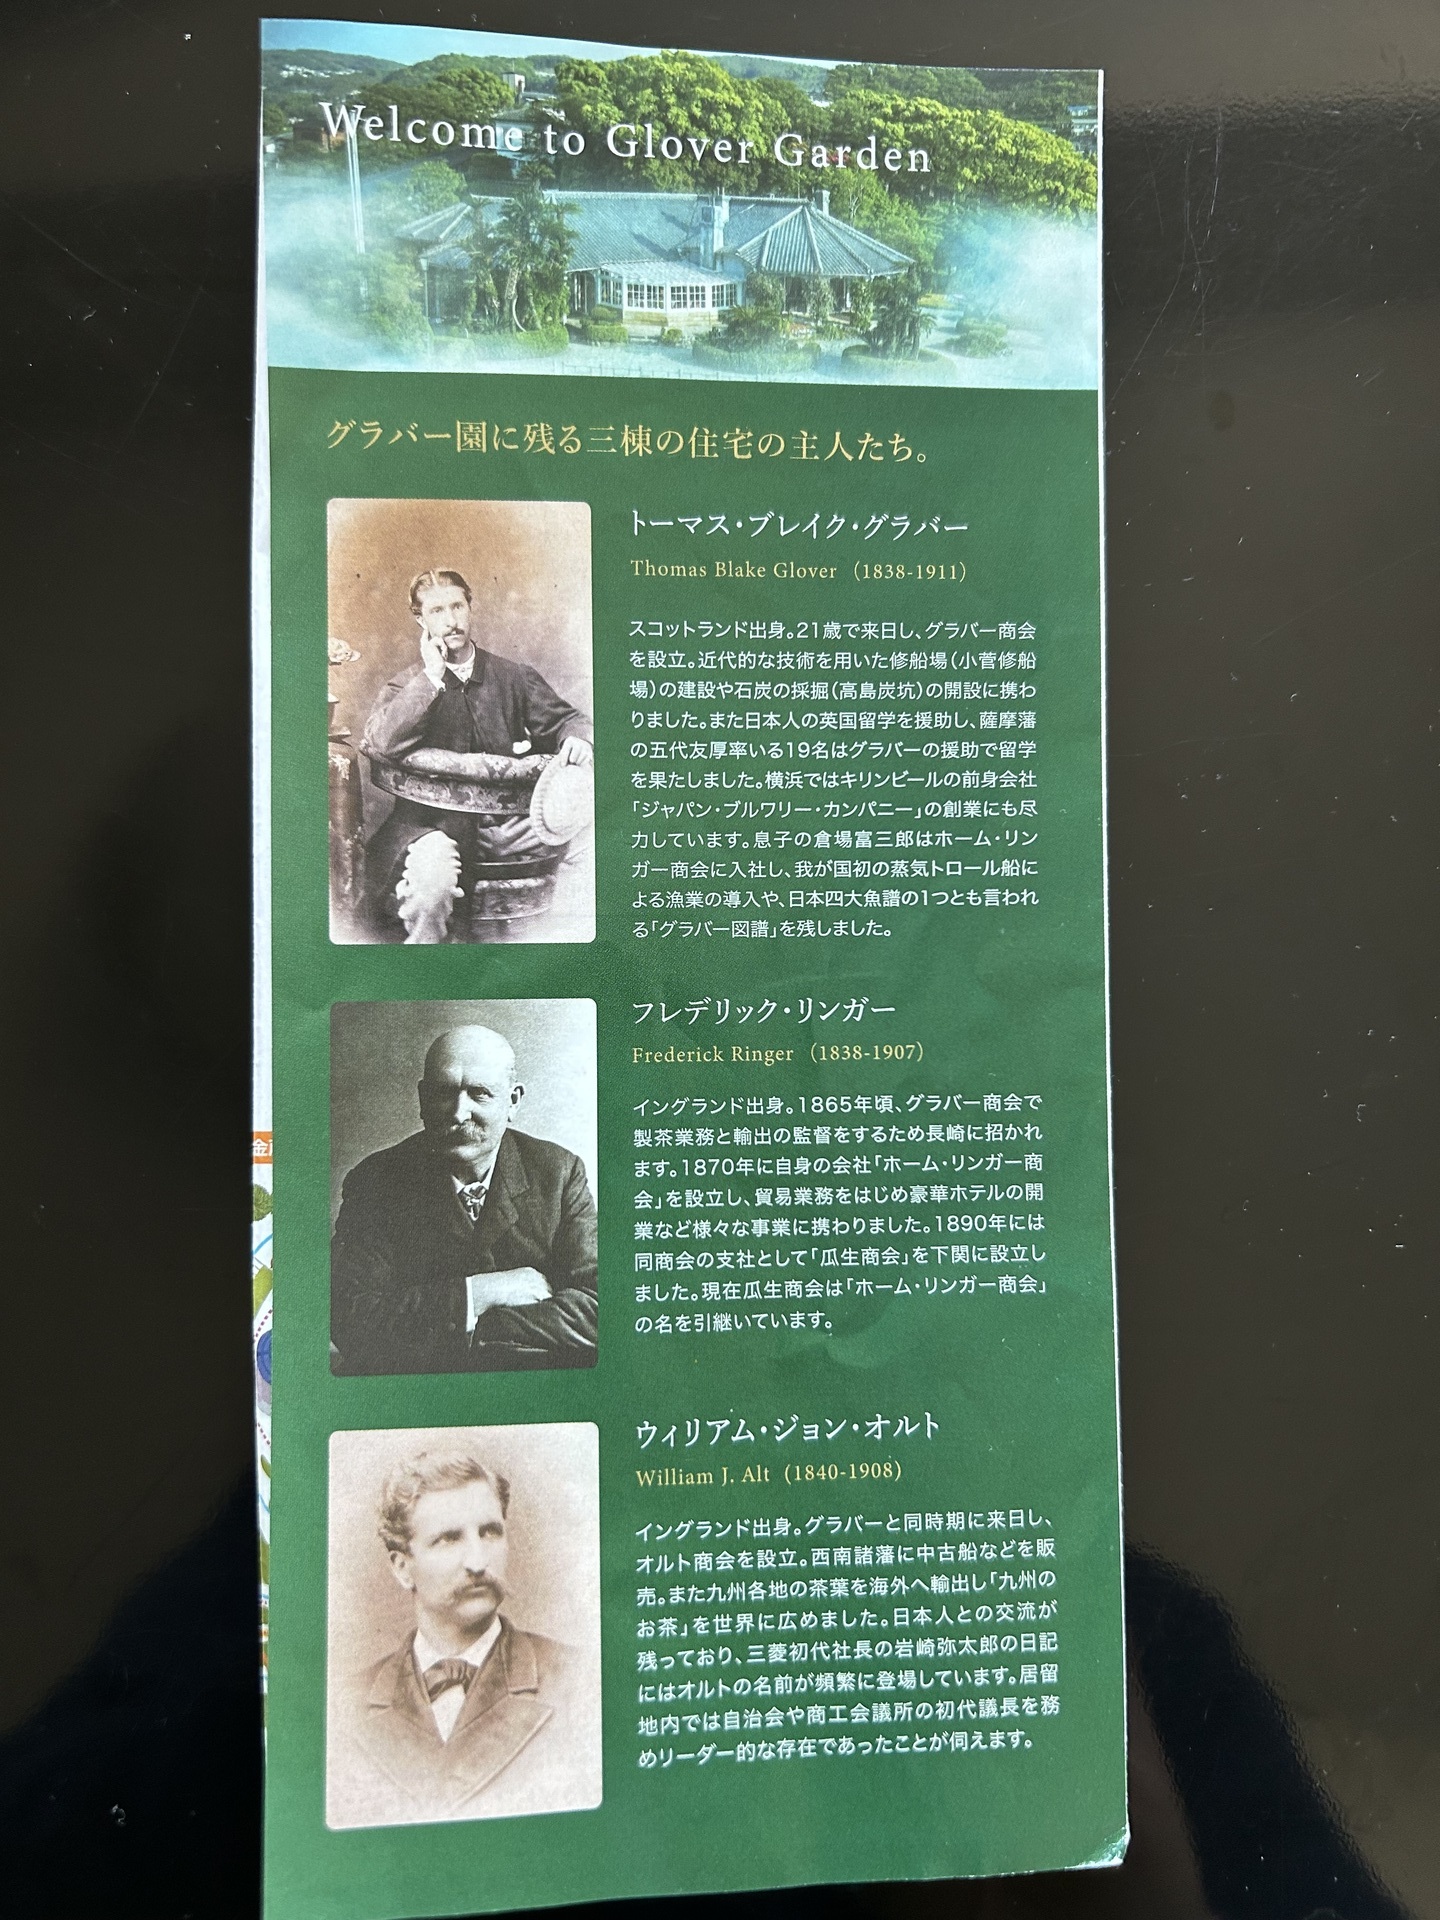 Welcome to Glover Garden
グラバー園に残る三棟の住宅の主人たち。
トーマス・ブレイク・グラバー
Thomas Blake Glover (1838-1911)
スコットランド出身。21歳で来日し、グラバー商会
を設立。近代的な技術を用いた修船場(小菅修船
場)の建設や石炭の採掘(高島炭坑)の開設に携わ
りました。また日本人の英国留学を援助し、薩摩藩
の五代友厚率いる19名はグラバーの援助で留学
を果たしました。横浜ではキリンビールの前身会社
「ジャパン・ブルワリー・カンパニー」の創業にも尽
力しています。息子の倉場富三郎はホーム・リン
ガー商会に入社し、我が国初の蒸気トロール船に
よる漁業の導入や、日本四大魚譜の1つとも言われ
る「グラバー図譜」を残しました。
フレデリック・リンガー
Frederick Ringer (1838-1907)
イングランド出身。1865年頃、グラバー商会で
製茶業務と輸出の監督をするため長崎に招かれ
ます。1870年に自身の会社「ホーム・リンガー商
会」を設立し、貿易業務をはじめ豪華ホテルの開
業など様々な事業に携わりました。1890年には
同商会の支社として「瓜生商会」を下関に設立し
ました。現在瓜生商会は「ホーム・リンガー商会」
の名を引継いています。
ウィリアム・ジョン・オルト
William J. Alt (1840-1908)
イングランド出身。グラバーと同時期に来日し、
オルト商会を設立。西南諸藩に中古船などを販
売。また九州各地の茶葉を海外へ輸出し「九州の
お茶」を世界に広めました。日本人との交流が
残っており、三菱初代社長の岩崎弥太郎の日記
にはオルトの名前が頻繁に登場しています。居留
地内では自治会や商工会議所の初代議長を務
めリーダー的な存在であったことが伺えます。